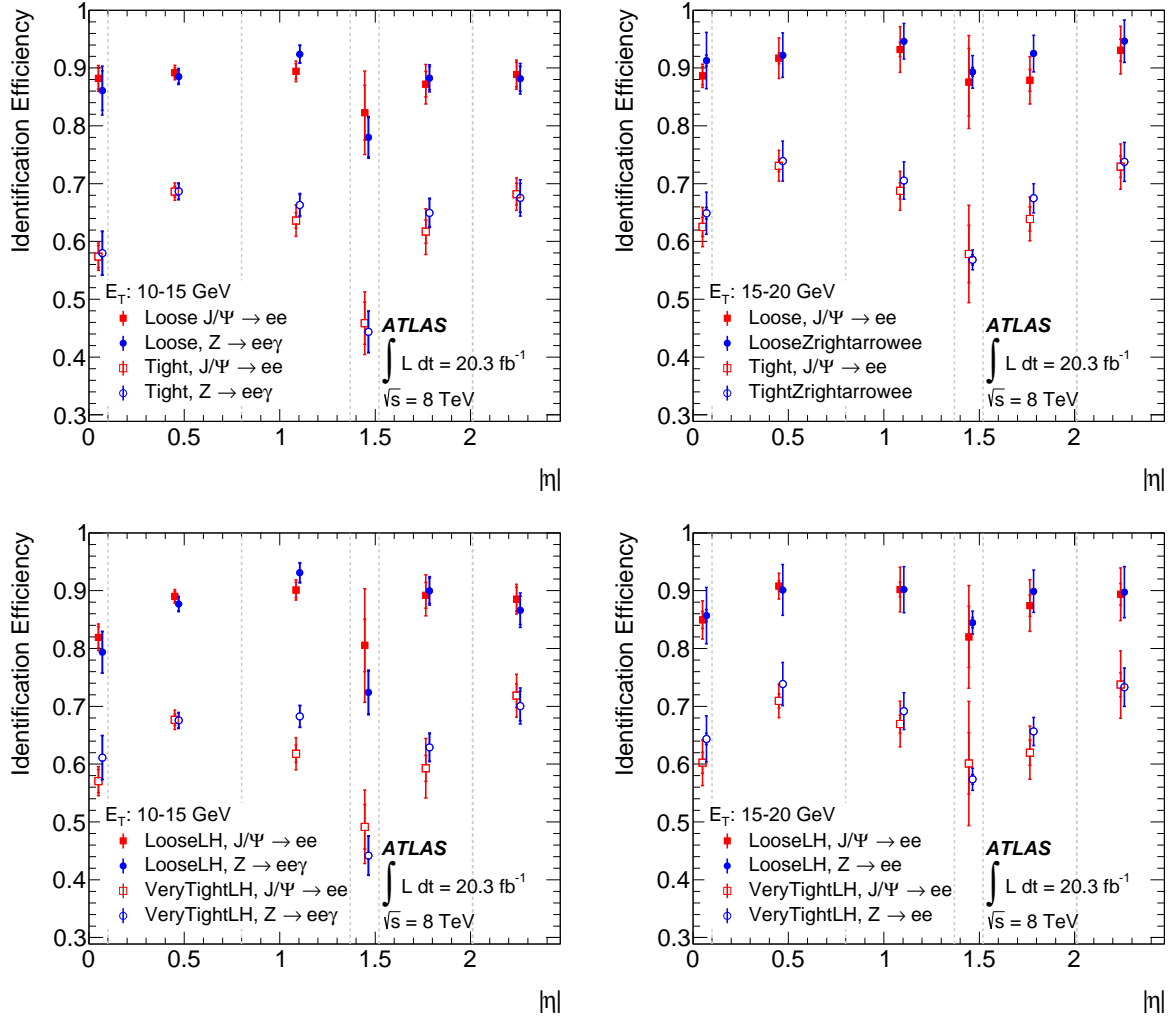 Identification Efficiency
1
0.9
0.8
0.7
0.6
0.5
0.4
0.3
E_T: 10-15 GeV
Loose J/Ψ → ee
Loose, Z → eeγ
Tight, J/Ψ → ee
Tight, Z → eeγ
ATLAS
∫ L dt = 20.3 fb⁻¹
√s = 8 TeV
0 0.5 1 1.5 2
|η|
Identification Efficiency
1
0.9
0.8
0.7
0.6
0.5
0.4
0.3
E_T: 15-20 GeV
Loose, J/Ψ → ee
LooseZrightarrowee
Tight, J/Ψ → ee
TightZrightarrowee
ATLAS
∫ L dt = 20.3 fb⁻¹
√s = 8 TeV
0 0.5 1 1.5 2
|η|
Identification Efficiency
1
0.9
0.8
0.7
0.6
0.5
0.4
0.3
E_T: 10-15 GeV
LooseLH, J/Ψ → ee
LooseLH, Z → eeγ
VeryTightLH, J/Ψ → ee
VeryTightLH, Z → eeγ
ATLAS
∫ L dt = 20.3 fb⁻¹
√s = 8 TeV
0 0.5 1 1.5 2
|η|
Identification Efficiency
1
0.9
0.8
0.7
0.6
0.5
0.4
0.3
E_T: 15-20 GeV
LooseLH, J/Ψ → ee
LooseLH, Z → ee
VeryTightLH, J/Ψ → ee
VeryTightLH, Z → ee
ATLAS
∫ L dt = 20.3 fb⁻¹
√s = 8 TeV
0 0.5 1 1.5 2
|η|